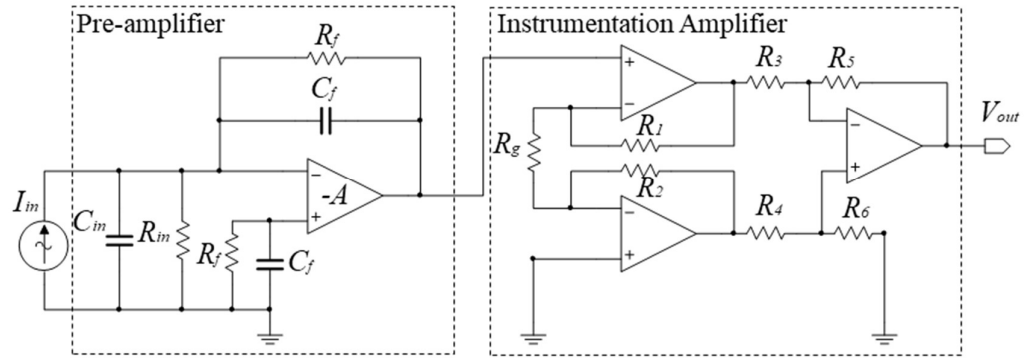 Pre-amplifier
Instrumentation Amplifier
Rf
Cf
-A
−
+
Iin
Cin
Rin
Rf
Cf
+
−
Rg
R1
R2
−
+
R3
R5
R4
R6
−
+
Vout